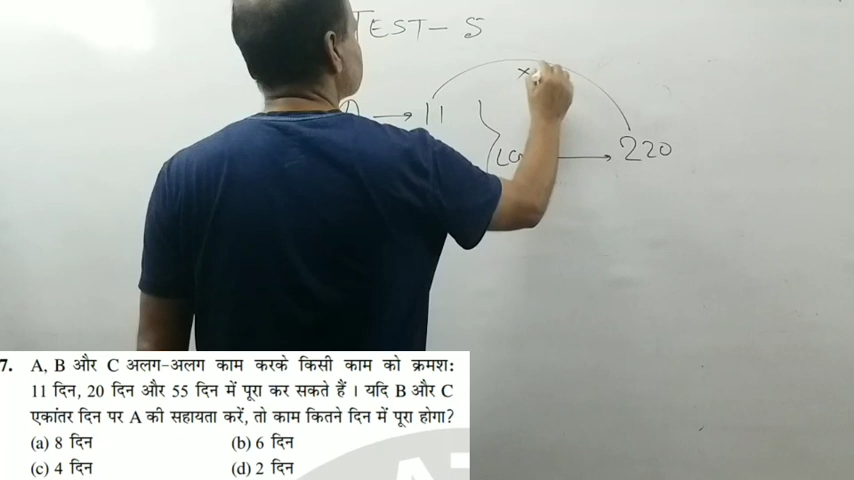 TEST - 5
→ 11
× 
LC → 220
7. A, B और C अलग-अलग काम करके किसी काम को क्रमश:
11 दिन, 20 दिन और 55 दिन में पूरा कर सकते हैं । यदि B और C
एकांतर दिन पर A की सहायता करें, तो काम कितने दिन में पूरा होगा?
(a) 8 दिन (b) 6 दिन
(c) 4 दिन (d) 2 दिन